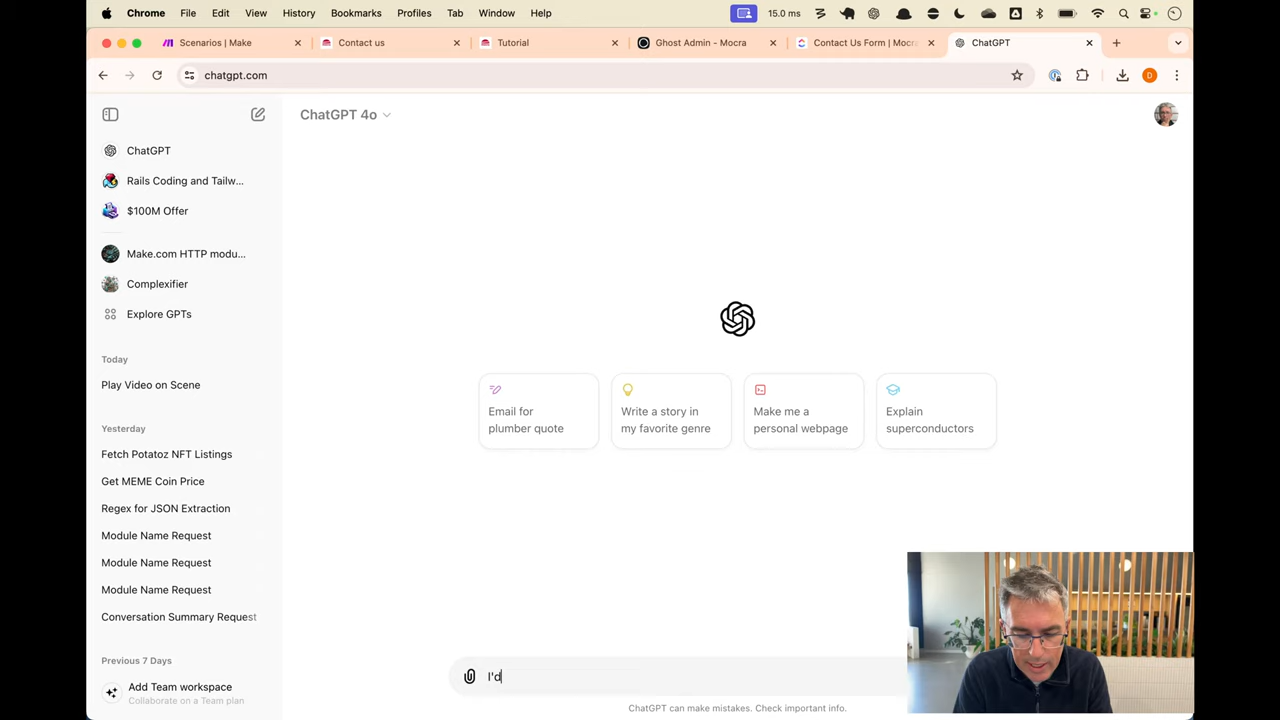 Chrome File Edit View History Bookmarks Profiles Tab Window Help 15.0 ms
Scenarios | Make
Contact us
Tutorial
Ghost Admin - Mocra
Contact Us Form | Mocra
ChatGPT
chatgpt.com
D
ChatGPT 4o
ChatGPT
Rails Coding and Tailw...
$100M Offer
Make.com HTTP modu...
Complexifier
Explore GPTs
Today
Play Video on Scene
Yesterday
Fetch Potatoz NFT Listings
Get MEME Coin Price
Regex for JSON Extraction
Module Name Request
Module Name Request
Module Name Request
Conversation Summary Request
Previous 7 Days
Add Team workspace
Collaborate on a Team plan
Email for
plumber quote
Write a story in
my favorite genre
Make me a
personal webpage
Explain
superconductors
I'd
ChatGPT can make mistakes. Check important info.